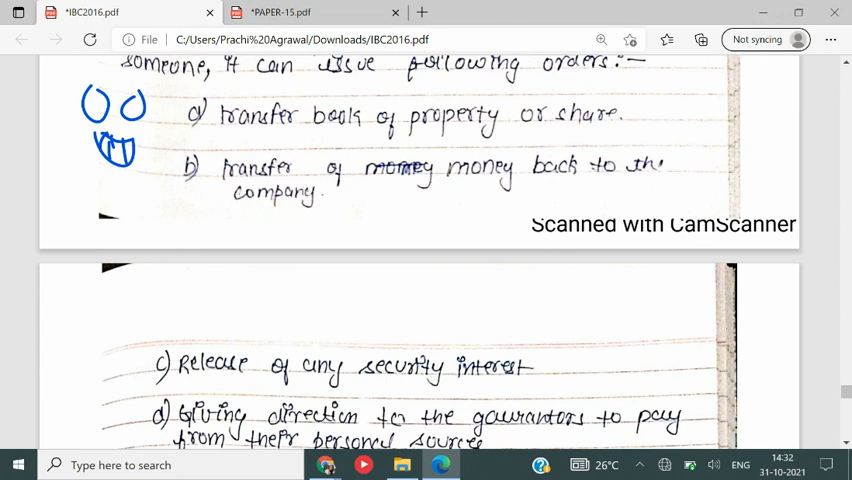 *IBC2016.pdf
*PAPER-15.pdf
File
C:/Users/Prachi%20Agrawal/Downloads/IBC2016.pdf
Not syncing
someone, it can issue following orders:-
a) transfer book of property or share.
b) transfer of money money back to the
company.
Scanned with CamScanner
c) Release of any security interest
d) Giving direction to the gaurantors to pay
from their personal sources
Type here to search
26°C
ENG
14:32
31-10-2021